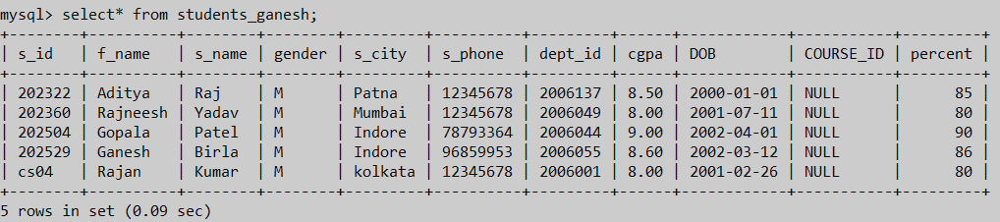 mysql> select* from students_ganesh;
+--------+----------+--------+--------+---------+----------+---------+------+------------+-----------+---------+
| s_id   | f_name   | s_name | gender | s_city  | s_phone  | dept_id | cgpa | DOB        | COURSE_ID | percent |
+--------+----------+--------+--------+---------+----------+---------+------+------------+-----------+---------+
| 202322 | Aditya   | Raj    | M      | Patna   | 12345678 | 2006137 | 8.50 | 2000-01-01 | NULL      |      85 |
| 202360 | Rajneesh | Yadav  | M      | Mumbai  | 12345678 | 2006049 | 8.00 | 2001-07-11 | NULL      |      80 |
| 202504 | Gopala   | Patel  | M      | Indore  | 78793364 | 2006044 | 9.00 | 2002-04-01 | NULL      |      90 |
| 202529 | Ganesh   | Birla  | M      | Indore  | 96859953 | 2006055 | 8.60 | 2002-03-12 | NULL      |      86 |
| cs04   | Rajan    | Kumar  | M      | kolkata | 12345678 | 2006001 | 8.00 | 2001-02-26 | NULL      |      80 |
+--------+----------+--------+--------+---------+----------+---------+------+------------+-----------+---------+
5 rows in set (0.09 sec)